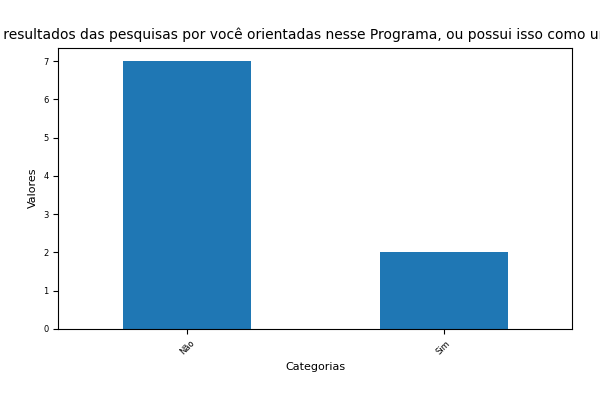 resultados das pesquisas por você orientadas nesse Programa, ou possui isso como
7
6
5
4
3
2
1
0
Valores
Não
Sim
Categorias